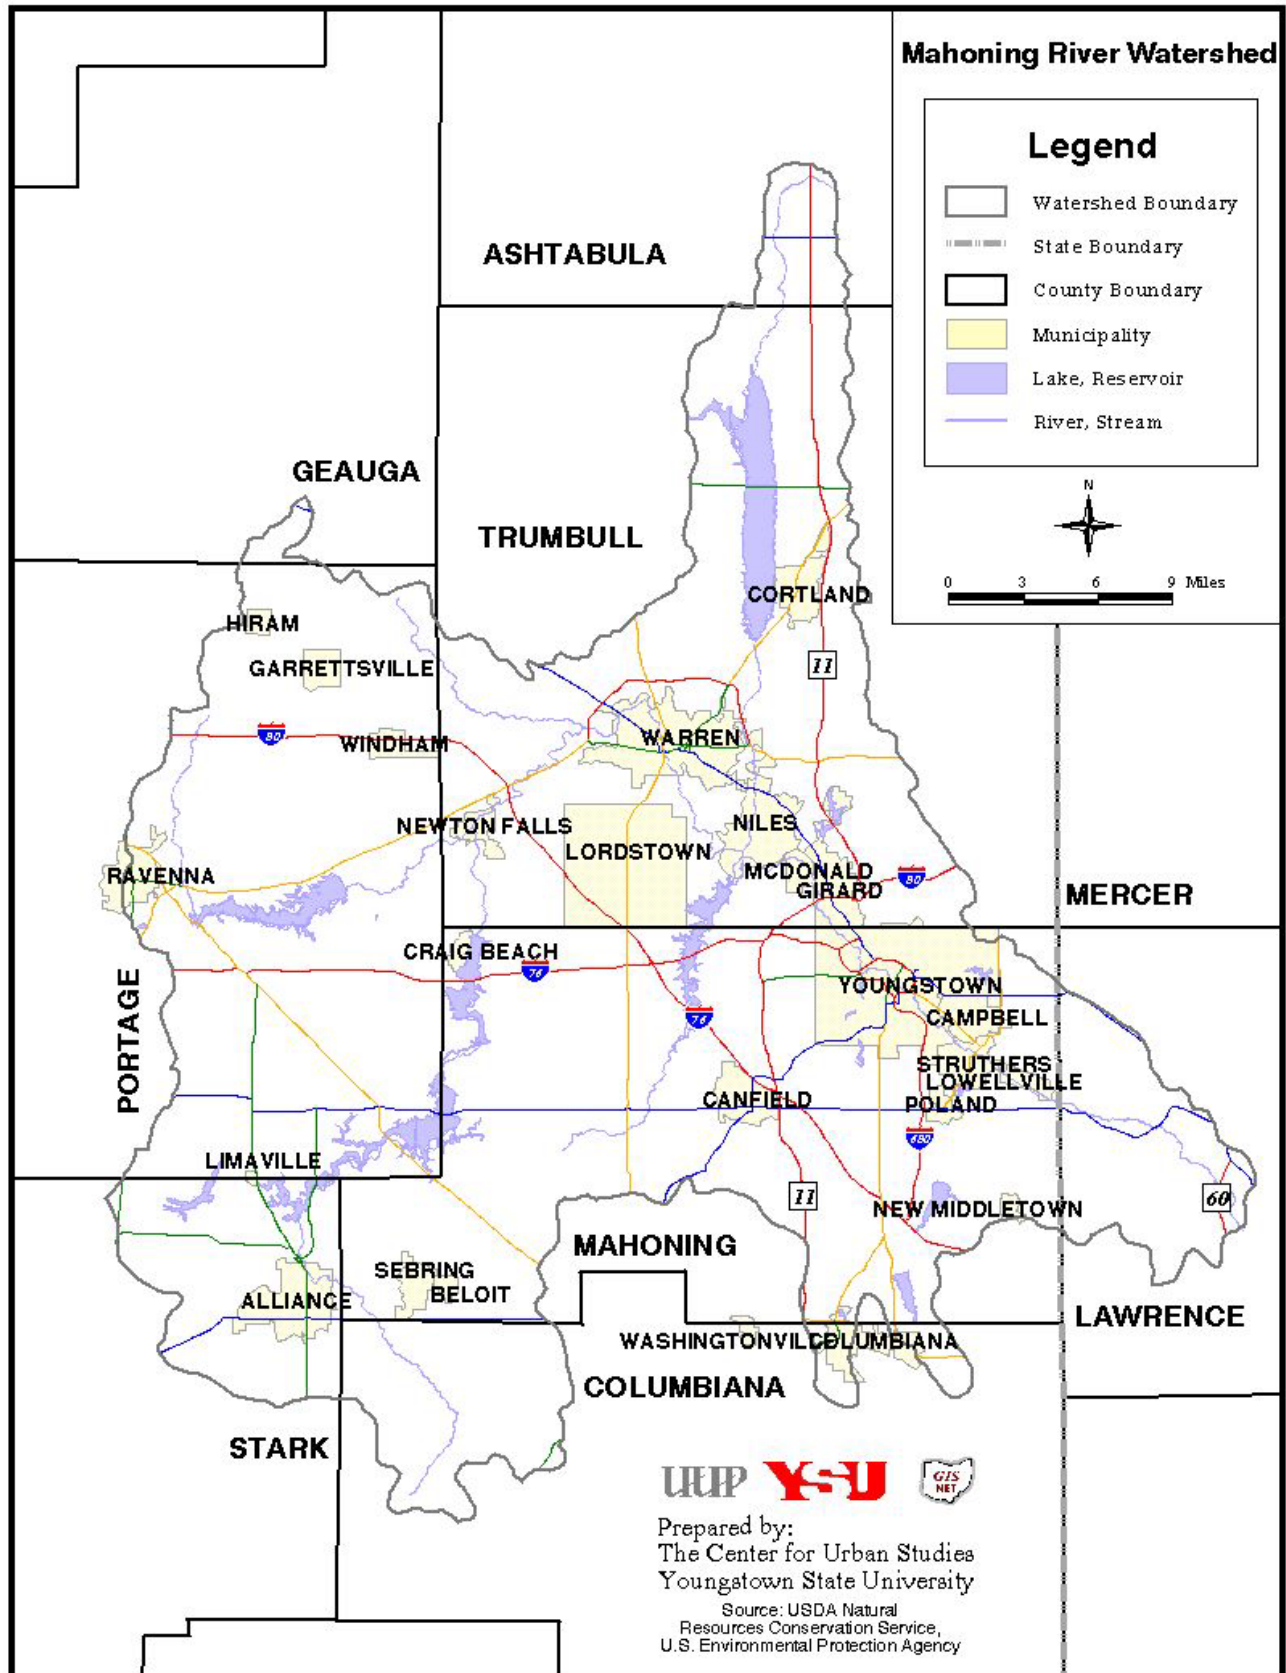 Mahoning River Watershed
Legend
Watershed Boundary
State Boundary
County Boundary
Municipality
Lake, Reservoir
River, Stream
N
0 3 6 9 Miles
ASHTABULA
GEAUGA
TRUMBULL
CORTLAND
HIRAM
GARRETTSVILLE
11
80
WINDHAM
WARREN
NEWTON FALLS
NILES
LORDSTOWN
RAVENNA
MCDONALD
80
GIRARD
MERCER
CRAIG BEACH
76
YOUNGSTOWN
PORTAGE
76
CAMPBELL
STRUTHERS
LOWELLVILLE
CANFIELD
POLAND
680
LIMAVILLE
11
60
NEW MIDDLETOWN
MAHONING
SEBRING
BELOIT
ALLIANCE
LAWRENCE
WASHINGTONVILLE
COLUMBIANA
COLUMBIANA
STARK
UUP YSU GIS
NET
Prepared by:
The Center for Urban Studies
Youngstown State University
Source: USDA Natural
Resources Conservation Service,
U.S. Environmental Protection Agency